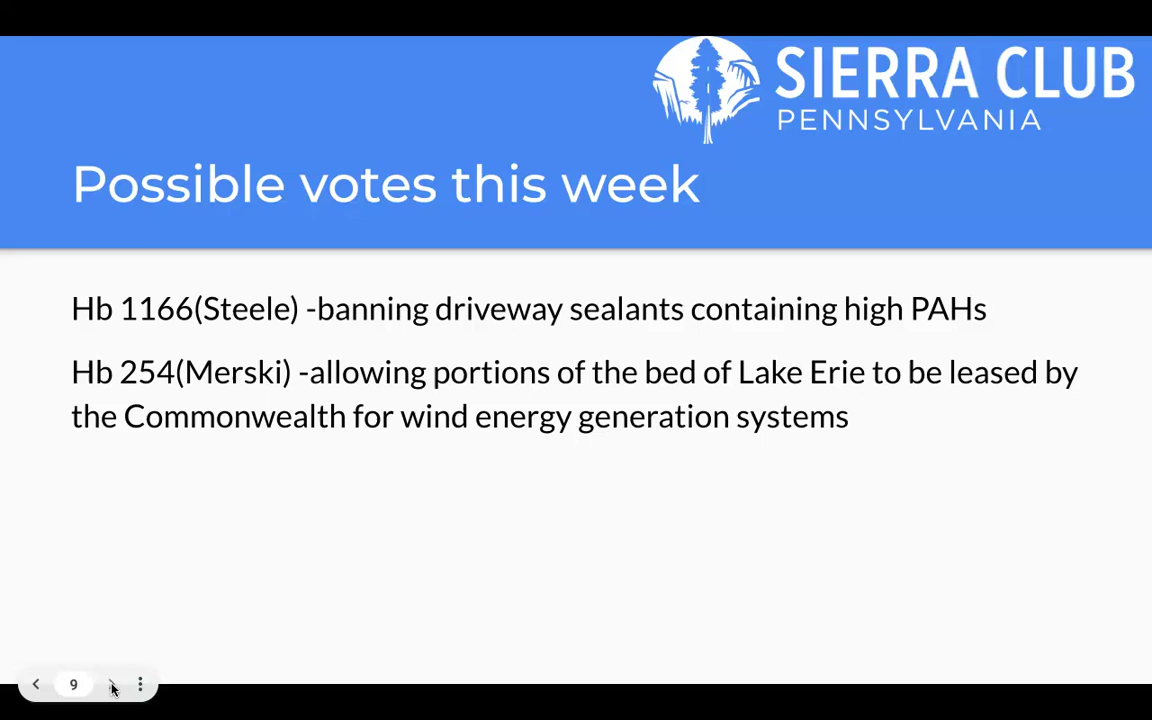 SIERRA CLUB
PENNSYLVANIA
Possible votes this week
Hb 1166(Steele) -banning driveway sealants containing high PAHs
Hb 254(Merski) -allowing portions of the bed of Lake Erie to be leased by
the Commonwealth for wind energy generation systems
9